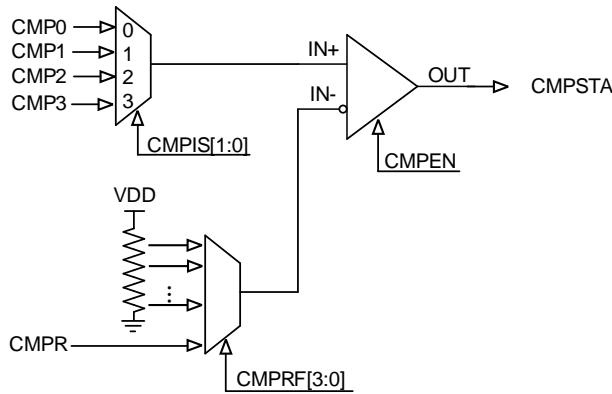 CMP0
CMP1
CMP2
CMP3
0
1
2
3
CMPIS[1:0]
IN+
IN-
OUT
CMPSTA
CMPEN
VDD
CMPR
CMPRF[3:0]